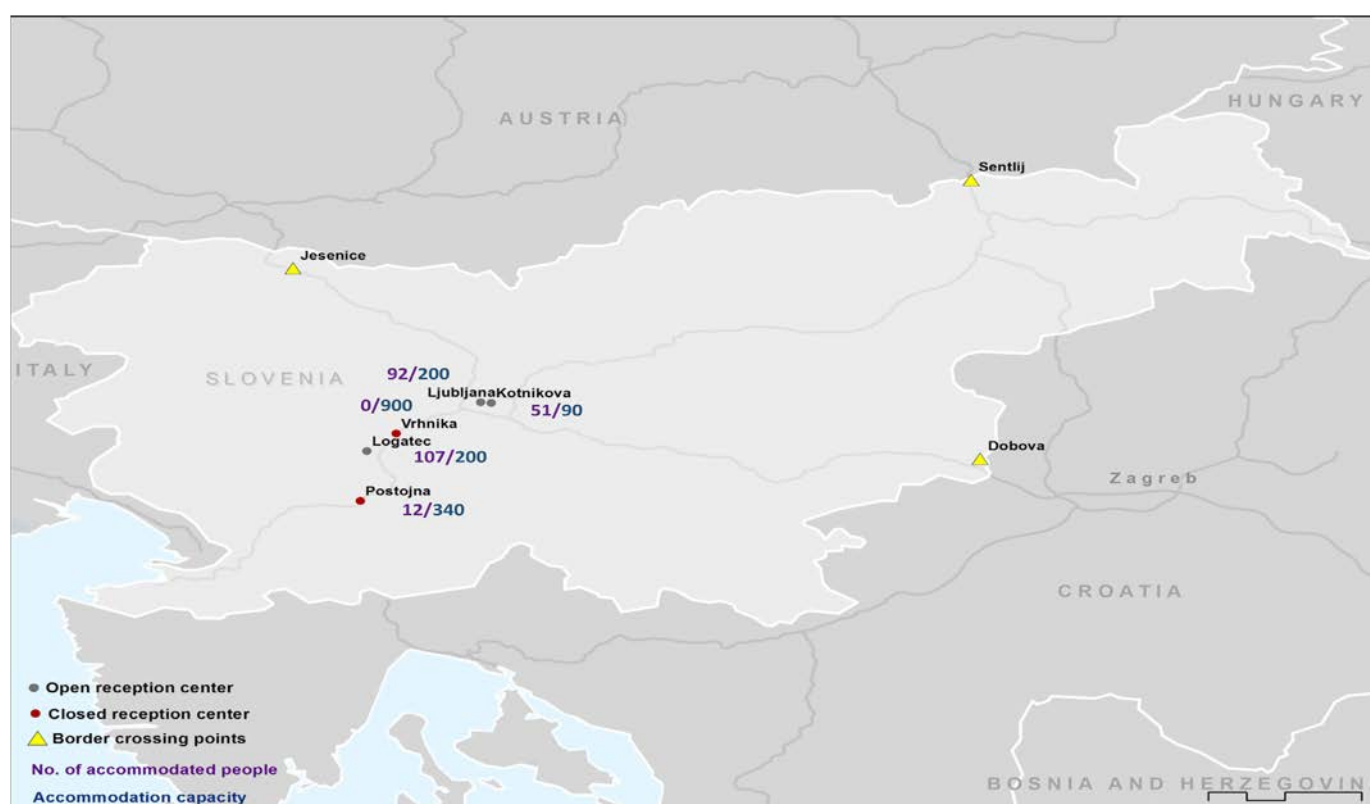 HUNGARY
AUSTRIA
Sentlij
Jesenice
ITALY
SLOVENIA
92/200
LjubljanaKotnikova
0/900
51/90
Vrhnika
Logatec
107/200
Dobova
Zagreb
Postojna
12/340
CROATIA
Open reception center
Closed reception center
Border crossing points
No. of accommodated people
Accommodation capacity
BOSNIA AND HERZEGOVIN